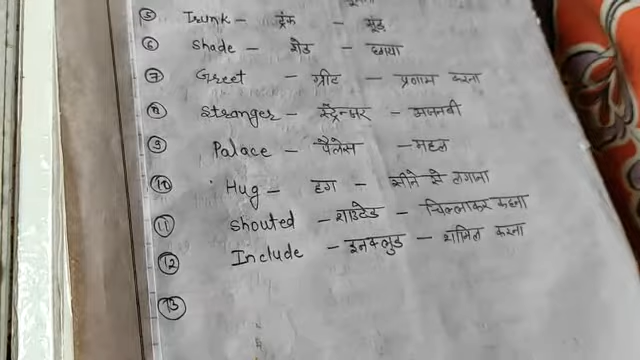 ⑤ Trunk - ट्रंक - सूंड
⑥ Shade - शेड - छाया
⑦ Greet - ग्रीट - प्रणाम करना
⑧ Stranger - स्ट्रेन्जर - अजनबी
⑨ Palace - पैलेस - महल
⑩ Hug - हग - सीने से लगाना
⑪ Shouted - शाउटेड - चिल्लाकर कहना
⑫ Include - इनक्लुड - शामिल करना
⑬